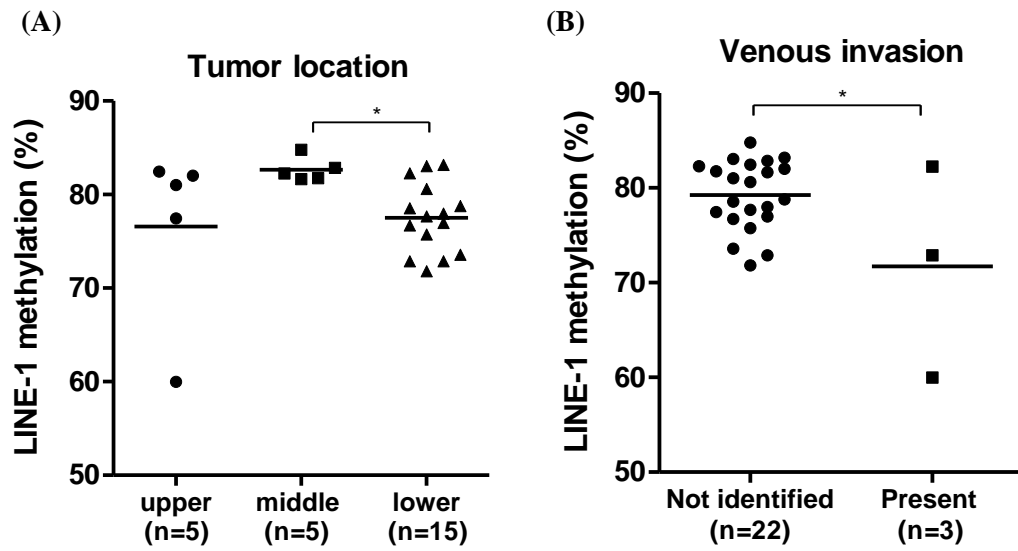 (A)
Tumor location
LINE-1 methylation (%)
90
80
70
60
50
*
upper
(n=5)
middle
(n=5)
lower
(n=15)
(B)
Venous invasion
LINE-1 methylation (%)
90
80
70
60
50
*
Not identified
(n=22)
Present
(n=3)